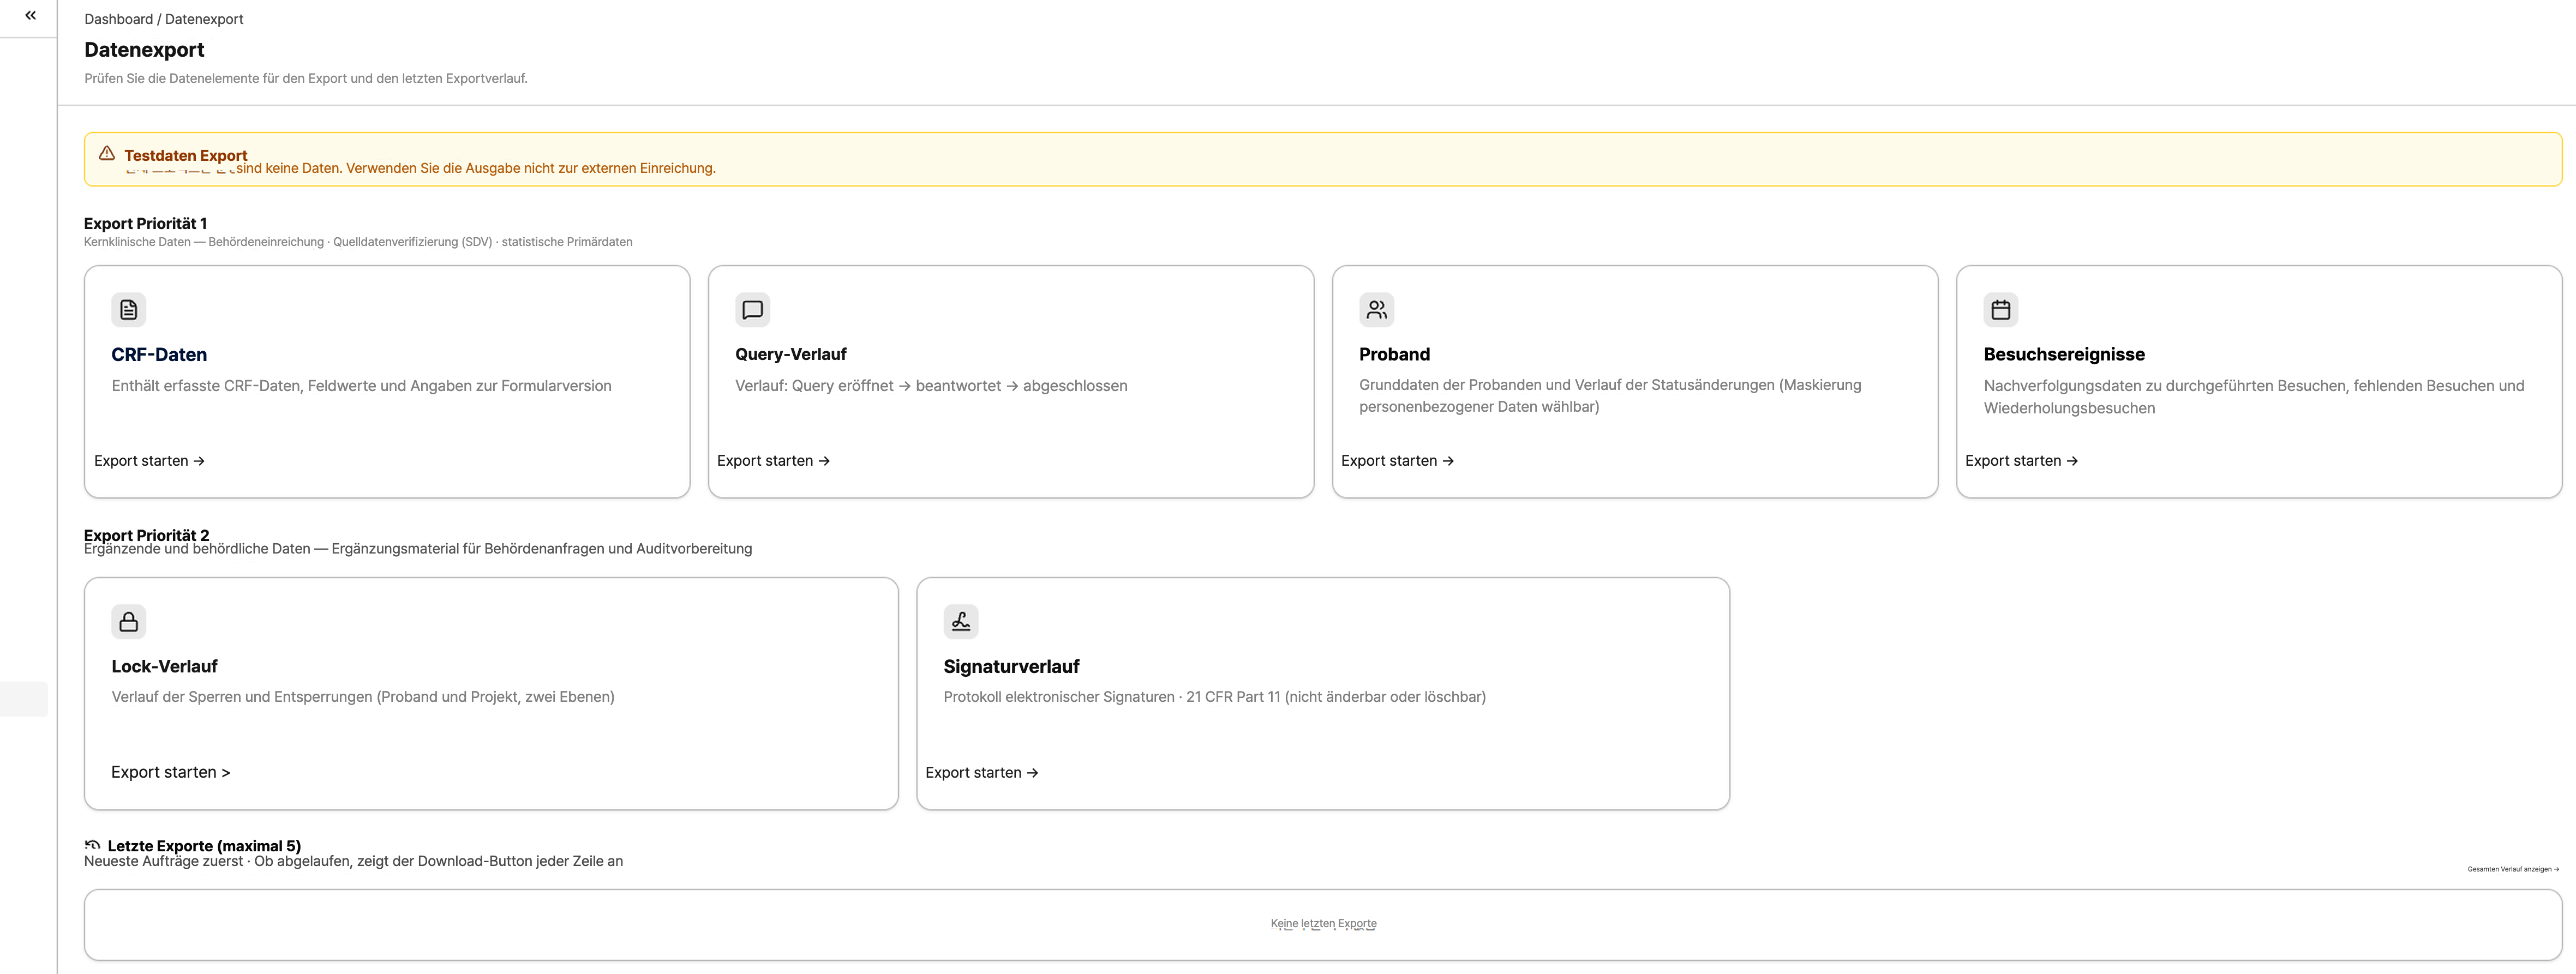 Dashboard / Datenexport
Datenexport
Prüfen Sie die Datenelemente für den Export und den letzten Exportverlauf.
Testdaten Export
sind keine Daten. Verwenden Sie die Ausgabe nicht zur externen Einreichung.
Export Priorität 1
Kernklinische Daten — Behördeneinreichung · Quelldatenverifizierung (SDV) · statistische Primärdaten
CRF-Daten
Enthält erfasste CRF-Daten, Feldwerte und Angaben zur Formularversion
Export starten →
Query-Verlauf
Verlauf: Query eröffnet → beantwortet → abgeschlossen
Export starten →
Proband
Grunddaten der Probanden und Verlauf der Statusänderungen (Maskierung
personenbezogener Daten wählbar)
Export starten →
Besuchsereignisse
Nachverfolgungsdaten zu durchgeführten Besuchen, fehlenden Besuchen und
Wiederholungsbesuchen
Export starten →
Export Priorität 2
Ergänzende und behördliche Daten — Ergänzungsmaterial für Behördenanfragen und Auditvorbereitung
Lock-Verlauf
Verlauf der Sperren und Entsperrungen (Proband und Projekt, zwei Ebenen)
Export starten >
Signaturverlauf
Protokoll elektronischer Signaturen · 21 CFR Part 11 (nicht änderbar oder löschbar)
Export starten →
Letzte Exporte (maximal 5)
Neueste Aufträge zuerst · Ob abgelaufen, zeigt der Download-Button jeder Zeile an
Gesamten Verlauf anzeigen →
Keine letzten Exporte